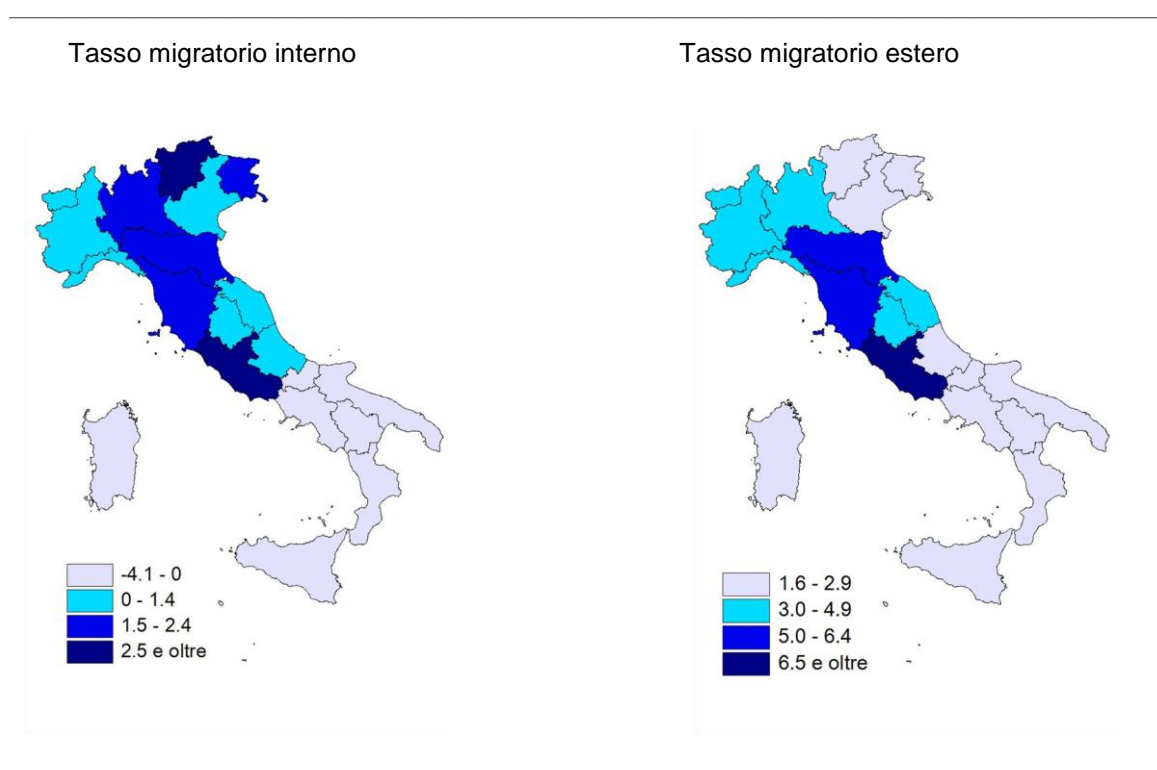 Tasso migratorio interno
Tasso migratorio estero
-4.1 - 0
0 - 1.4
1.5 - 2.4
2.5 e oltre
1.6 - 2.9
3.0 - 4.9
5.0 - 6.4
6.5 e oltre